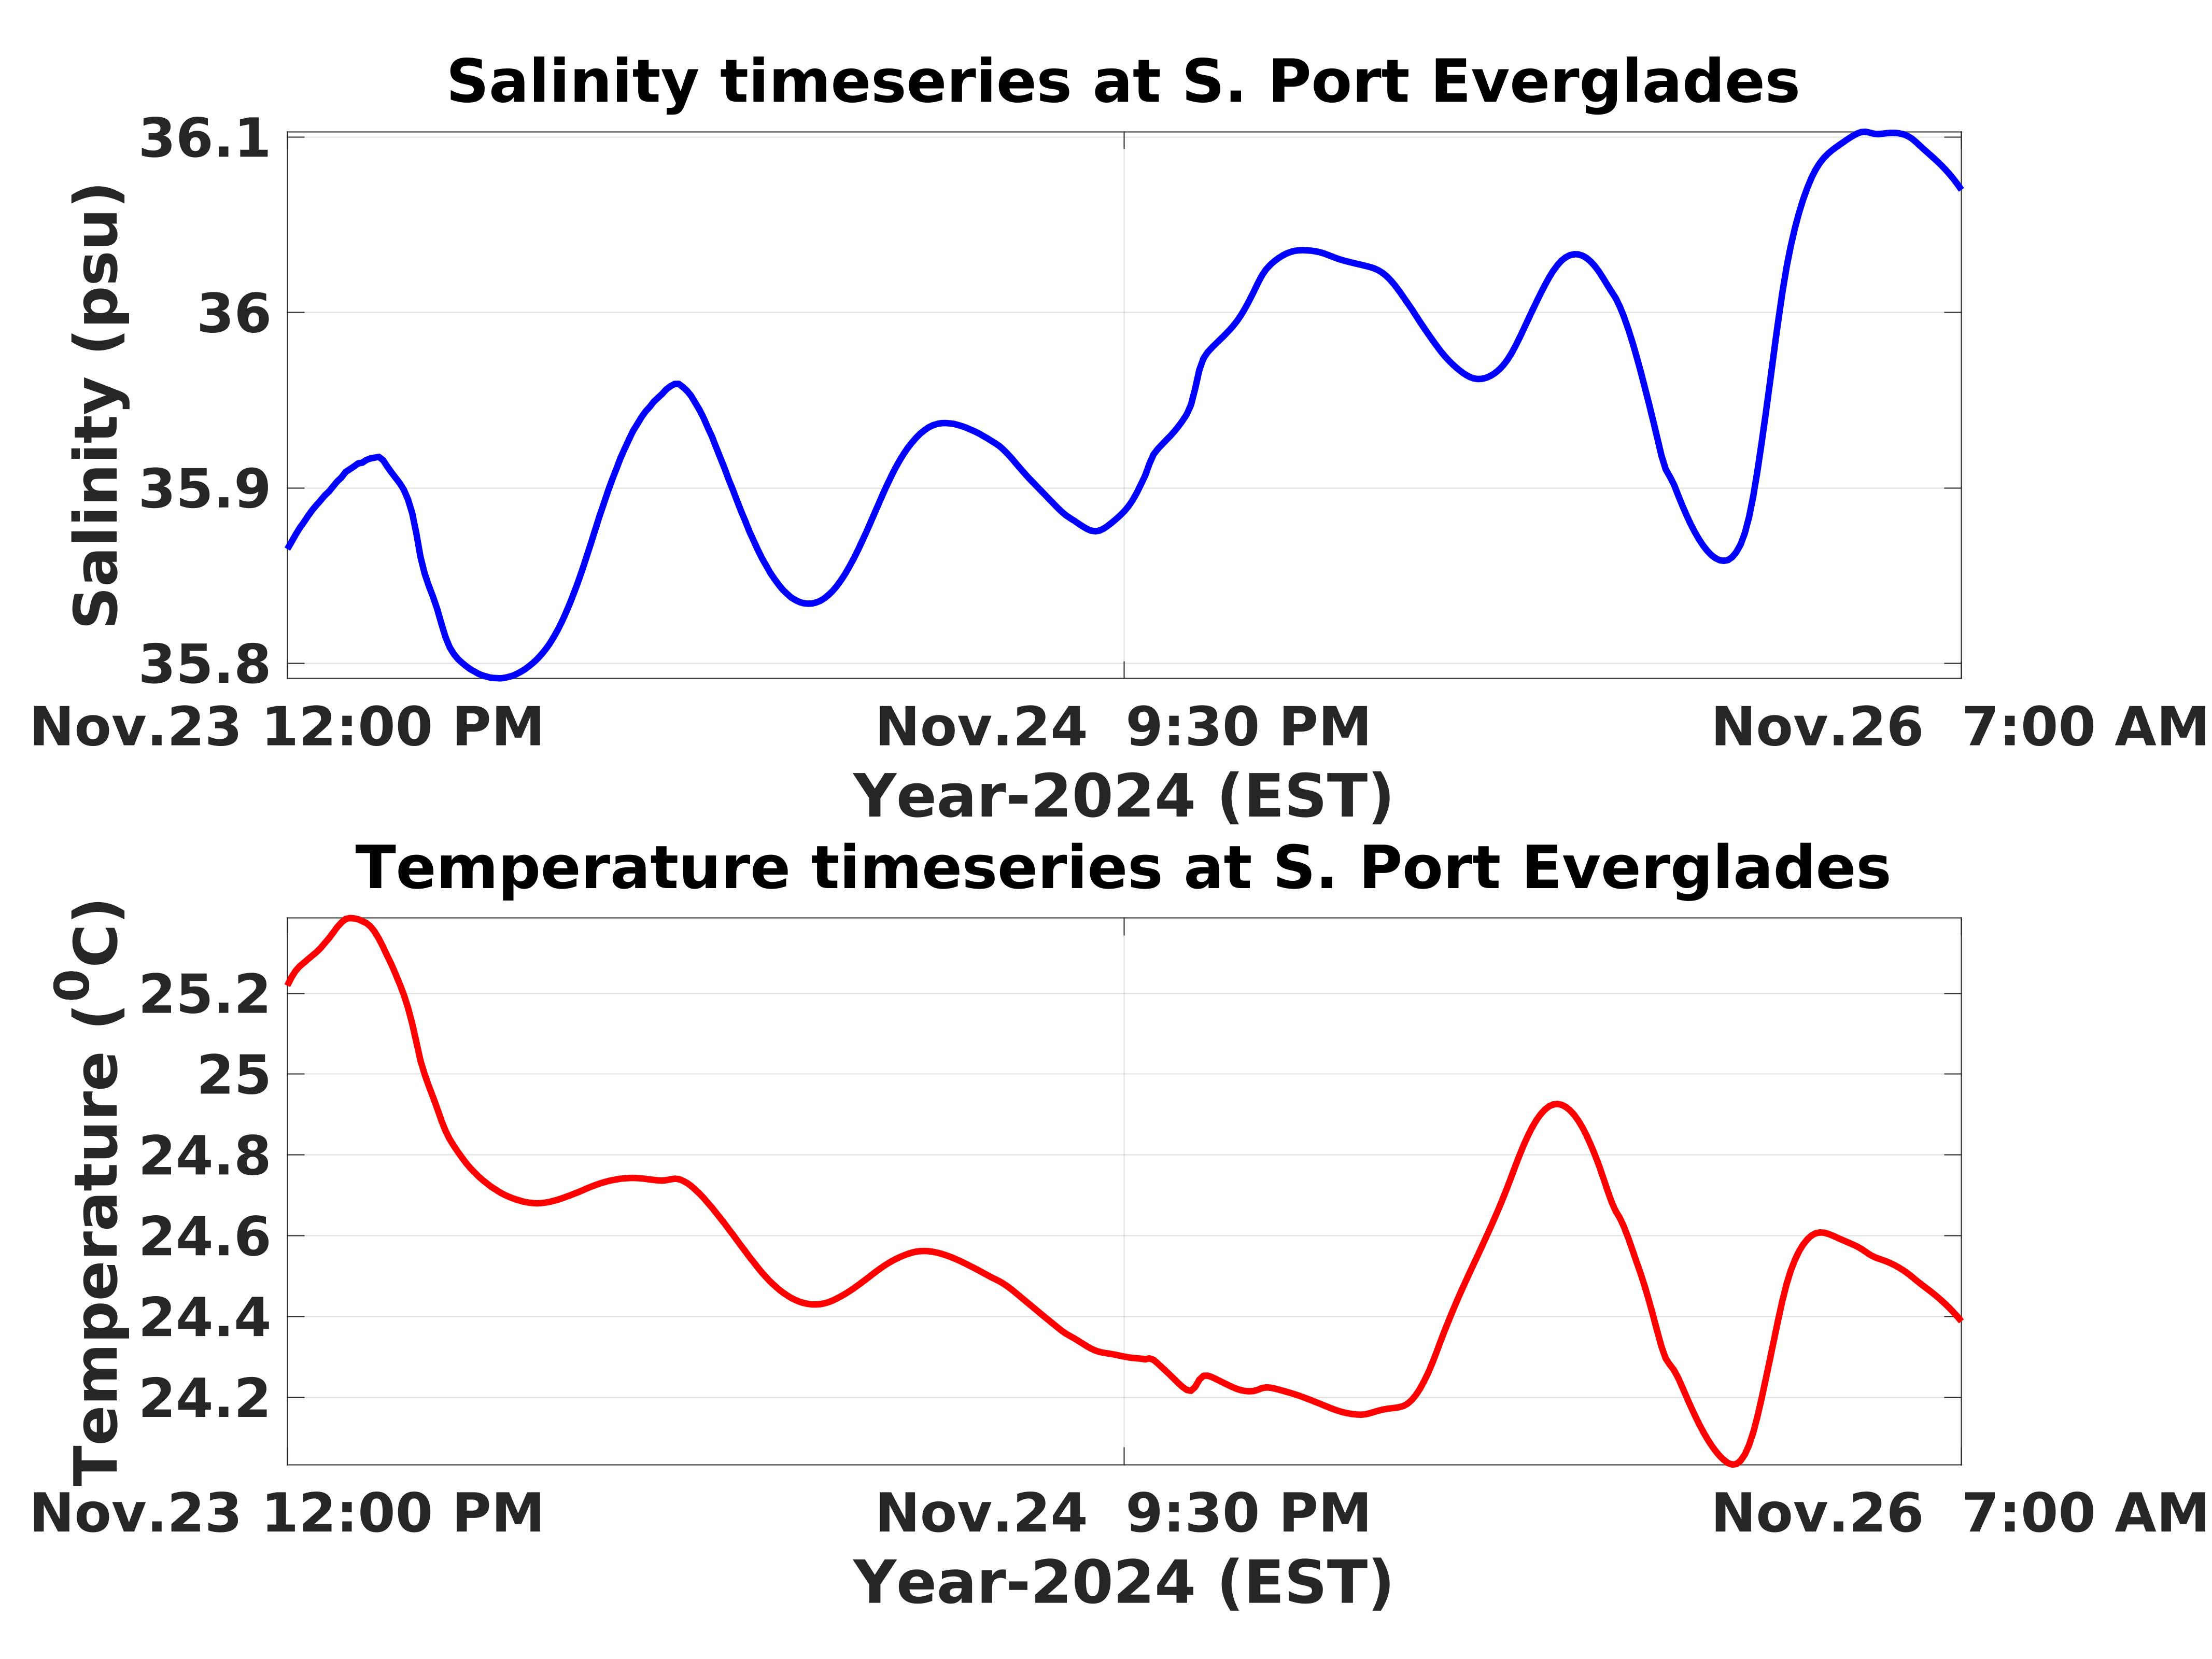 Salinity timeseries at S. Port Everglades
Salinity (psu)
36.1
36
35.9
35.8
Nov.23 12:00 PM Nov.24 9:30 PM Nov.26 7:00 AM
Year-2024 (EST)
Temperature timeseries at S. Port Everglades
Temperature (⁰C)
25.2
25
24.8
24.6
24.4
24.2
Nov.23 12:00 PM Nov.24 9:30 PM Nov.26 7:00 AM
Year-2024 (EST)